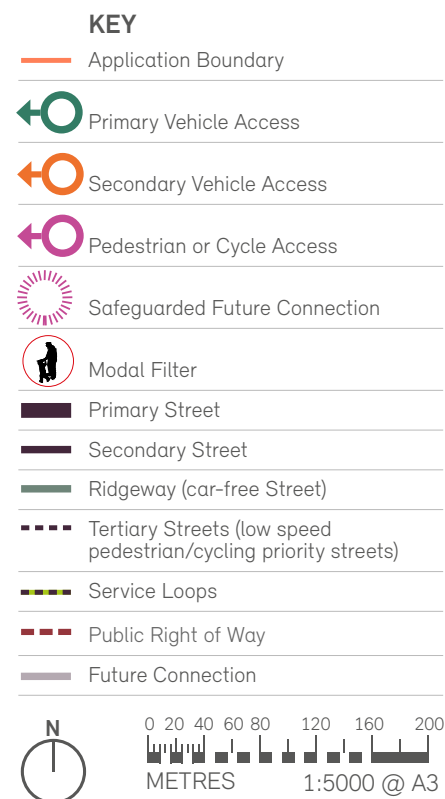 KEY
Application Boundary
Primary Vehicle Access
Secondary Vehicle Access
Pedestrian or Cycle Access
Safeguarded Future Connection
Modal Filter
Primary Street
Secondary Street
Ridgeway (car-free Street)
Tertiary Streets (low speed
pedestrian/cycling priority streets)
Service Loops
Public Right of Way
Future Connection
N
0 20 40 60 80 120 160 200
METRES 1:5000 @ A3